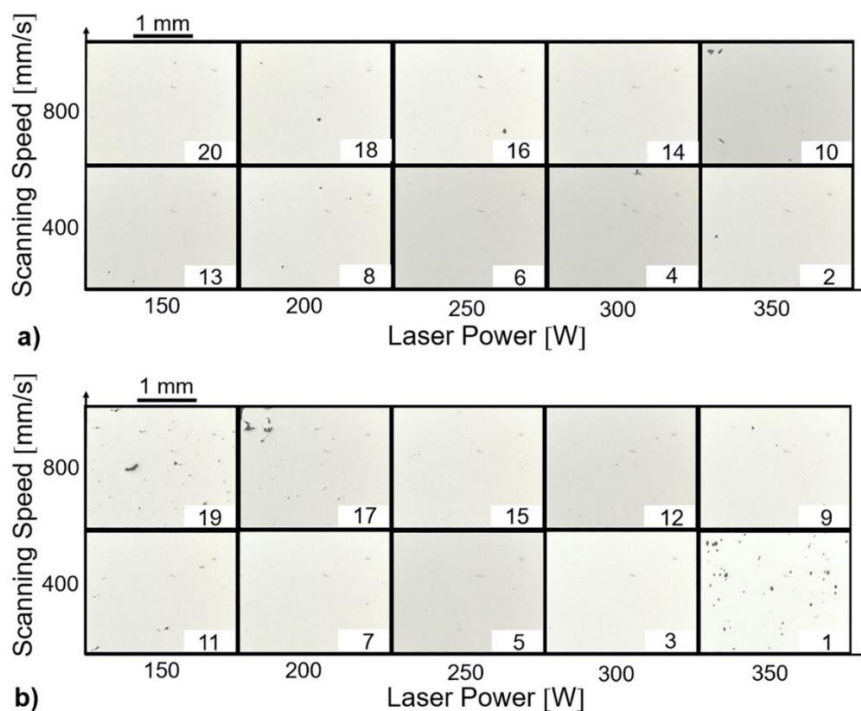 a)
1 mm
Scanning Speed [mm/s]
800
20 18 16 14 10
400
13 8 6 4 2
150 200 250 300 350
Laser Power [W]
b)
1 mm
Scanning Speed [mm/s]
800
19 17 15 12 9
400
11 7 5 3 1
150 200 250 300 350
Laser Power [W]